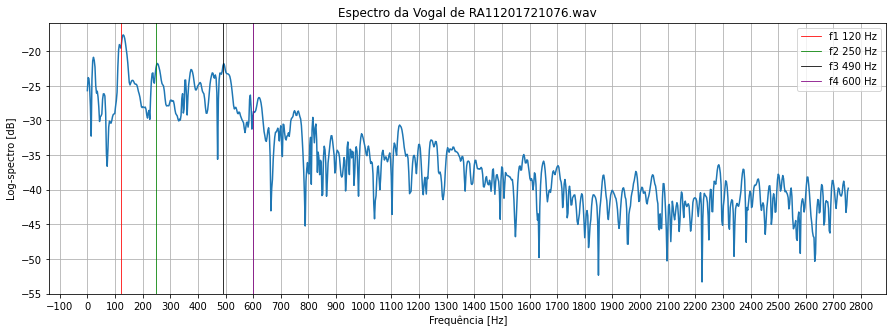 Espectro da Vogal de RA11201721076.wav
f1 120 Hz
f2 250 Hz
f3 490 Hz
f4 600 Hz
Log-spectro [dB]
−20
−25
−30
−35
−40
−45
−50
−55
−100 0 100 200 300 400 500 600 700 800 900 1000 1100 1200 1300 1400 1500 1600 1700 1800 1900 2000 2100 2200 2300 2400 2500 2600 2700 2800
Frequência [Hz]